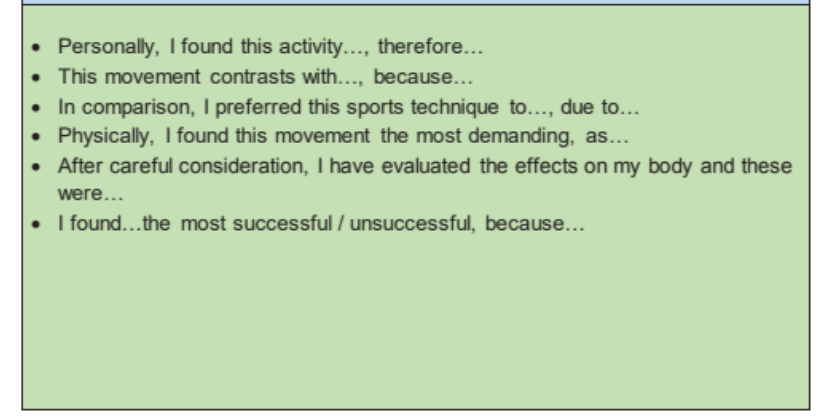 • Personally, I found this activity…, therefore…
• This movement contrasts with…, because…
• In comparison, I preferred this sports technique to…, due to…
• Physically, I found this movement the most demanding, as…
• After careful consideration, I have evaluated the effects on my body and these
were…
• I found…the most successful / unsuccessful, because…